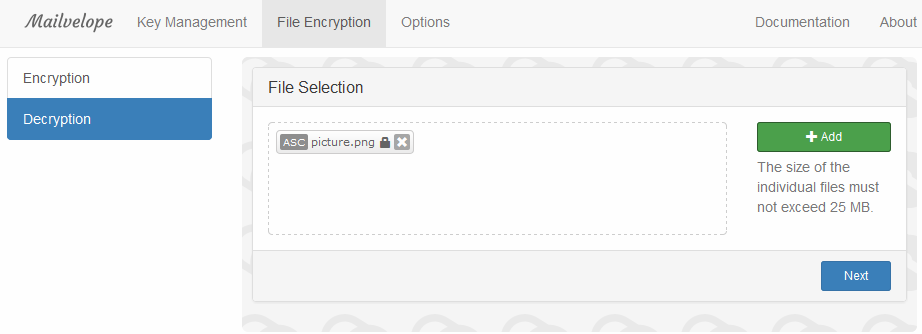 Mailvelope Key Management File Encryption Options Documentation About
Encryption
Decryption
File Selection
ASC picture.png
Add
The size of the
individual files must
not exceed 25 MB.
Next